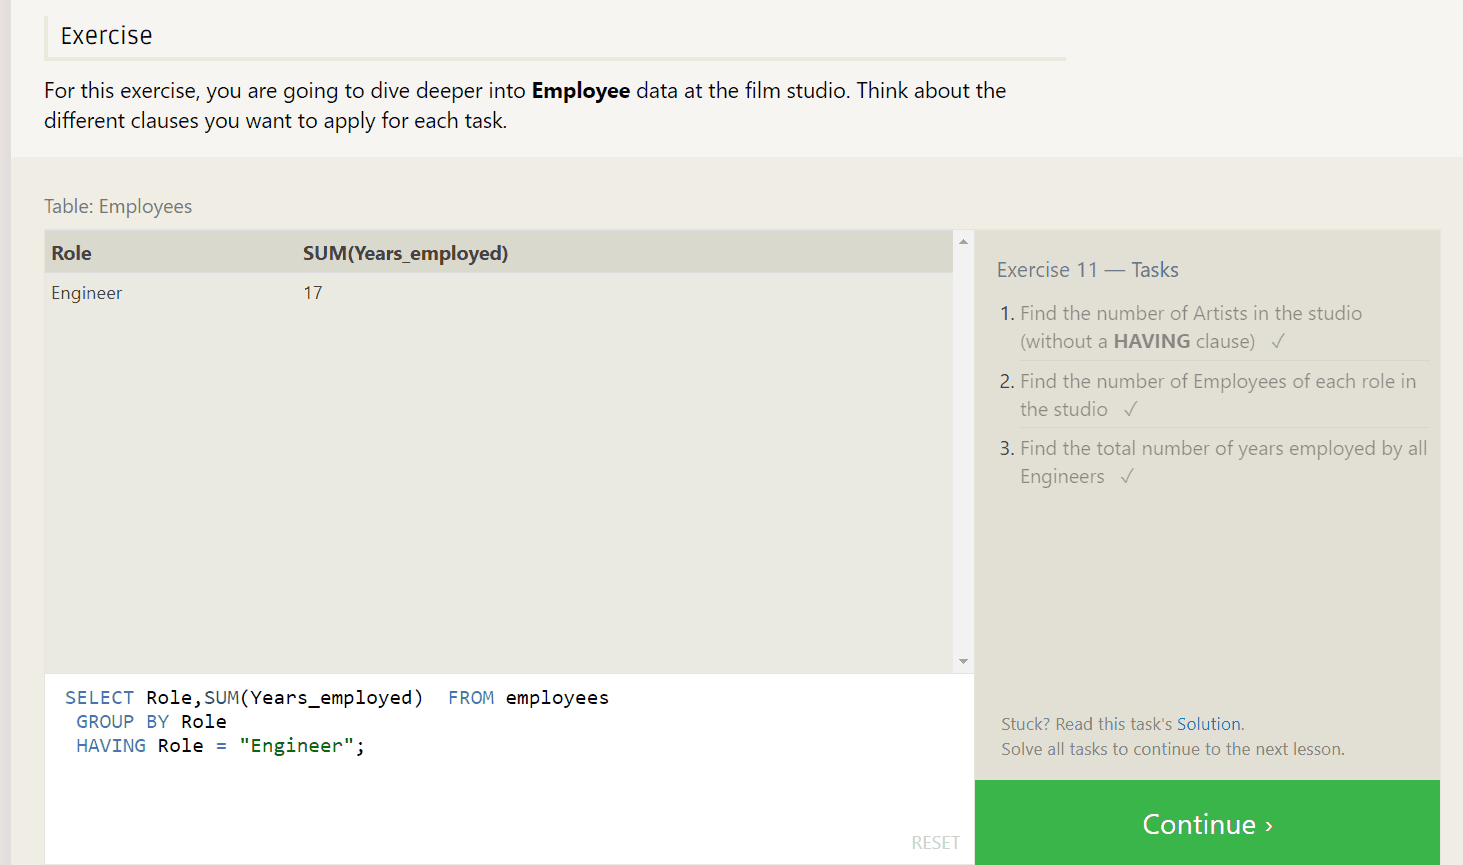 Exercise
For this exercise, you are going to dive deeper into Employee data at the film studio. Think about the
different clauses you want to apply for each task.
Table: Employees
Role SUM(Years_employed)
Engineer 17
SELECT Role,SUM(Years_employed)  FROM employees
GROUP BY Role
HAVING Role = "Engineer";
RESET
Exercise 11 — Tasks
1. Find the number of Artists in the studio
(without a HAVING clause) ✓
2. Find the number of Employees of each role in
the studio ✓
3. Find the total number of years employed by all
Engineers ✓
Stuck? Read this task's Solution.
Solve all tasks to continue to the next lesson.
Continue ›